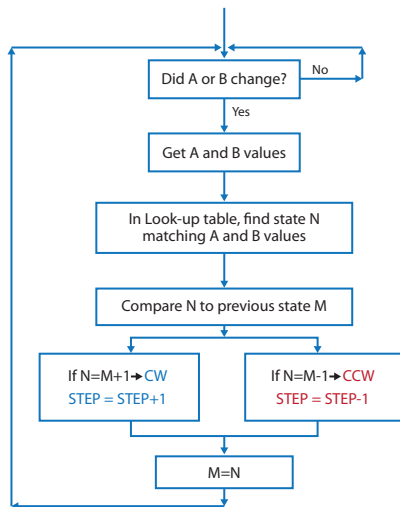 Did A or B change?
No
Yes
Get A and B values
In Look-up table, find state N
matching A and B values
Compare N to previous state M
If N=M+1→CW
STEP = STEP+1
If N=M-1→CCW
STEP = STEP-1
M=N